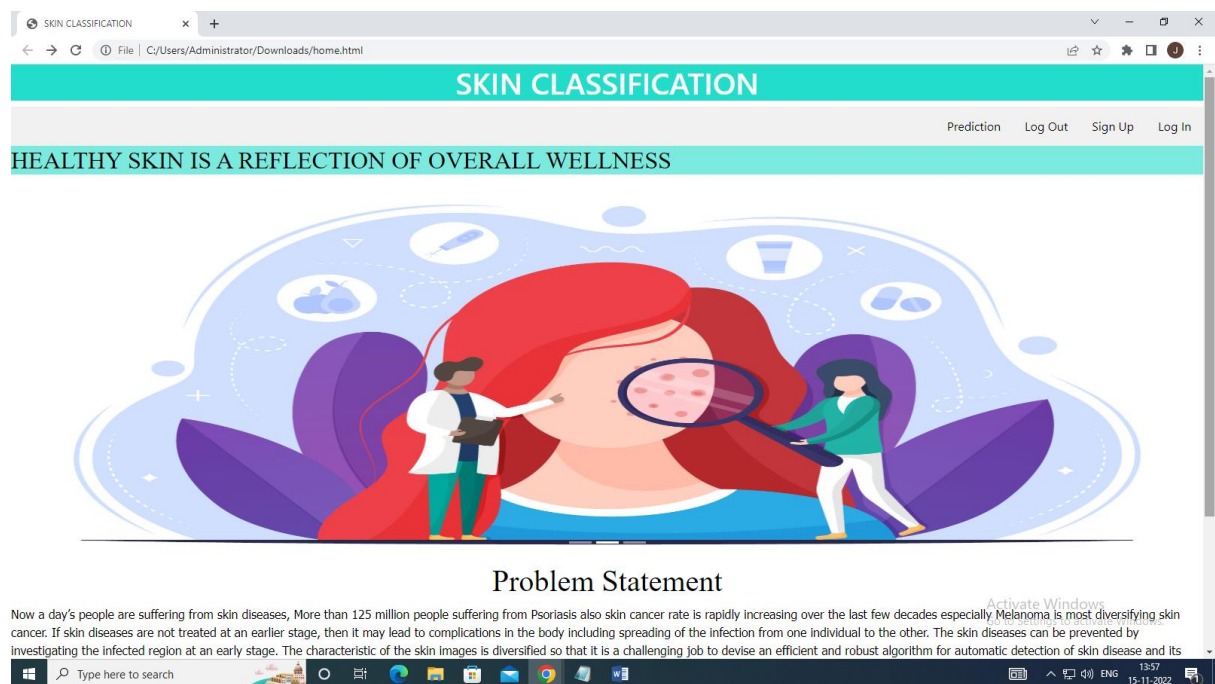 SKIN CLASSIFICATION
File | C:/Users/Administrator/Downloads/home.html
J
SKIN CLASSIFICATION
Prediction Log Out Sign Up Log In
HEALTHY SKIN IS A REFLECTION OF OVERALL WELLNESS
Problem Statement
Activate Windows
Go to Settings to activate Windows.
Now a day's people are suffering from skin diseases, More than 125 million people suffering from Psoriasis also skin cancer rate is rapidly increasing over the last few decades especially Melanoma is most diversifying skin
cancer. If skin diseases are not treated at an earlier stage, then it may lead to complications in the body including spreading of the infection from one individual to the other. The skin diseases can be prevented by
investigating the infected region at an early stage. The characteristic of the skin images is diversified so that it is a challenging job to devise an efficient and robust algorithm for automatic detection of skin disease and its
Type here to search
ENG
13:57
15-11-2022